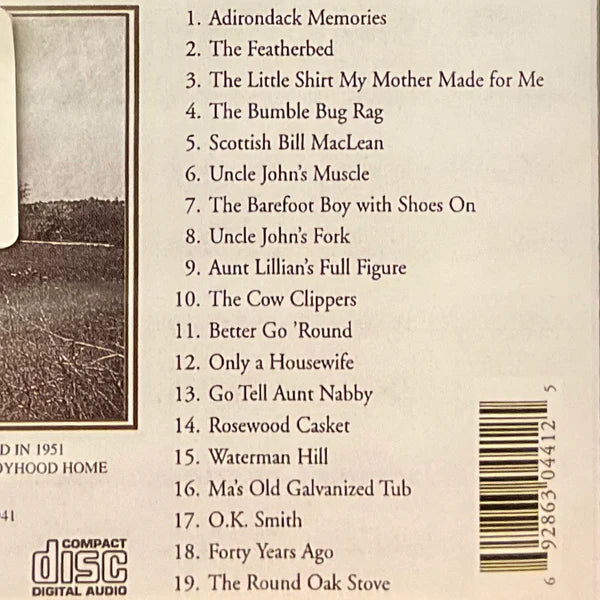 1. Adirondack Memories
2. The Featherbed
3. The Little Shirt My Mother Made for Me
4. The Bumble Bug Rag
5. Scottish Bill MacLean
6. Uncle John's Muscle
7. The Barefoot Boy with Shoes On
8. Uncle John's Fork
9. Aunt Lillian's Full Figure
10. The Cow Clippers
11. Better Go 'Round
12. Only a Housewife
13. Go Tell Aunt Nabby
14. Rosewood Casket
15. Waterman Hill
16. Ma's Old Galvanized Tub
17. O.K. Smith
18. Forty Years Ago
19. The Round Oak Stove
D IN 1951
OYHOOD HOME
41
COMPACT
disc
DIGITAL AUDIO
6 92863 04412 5